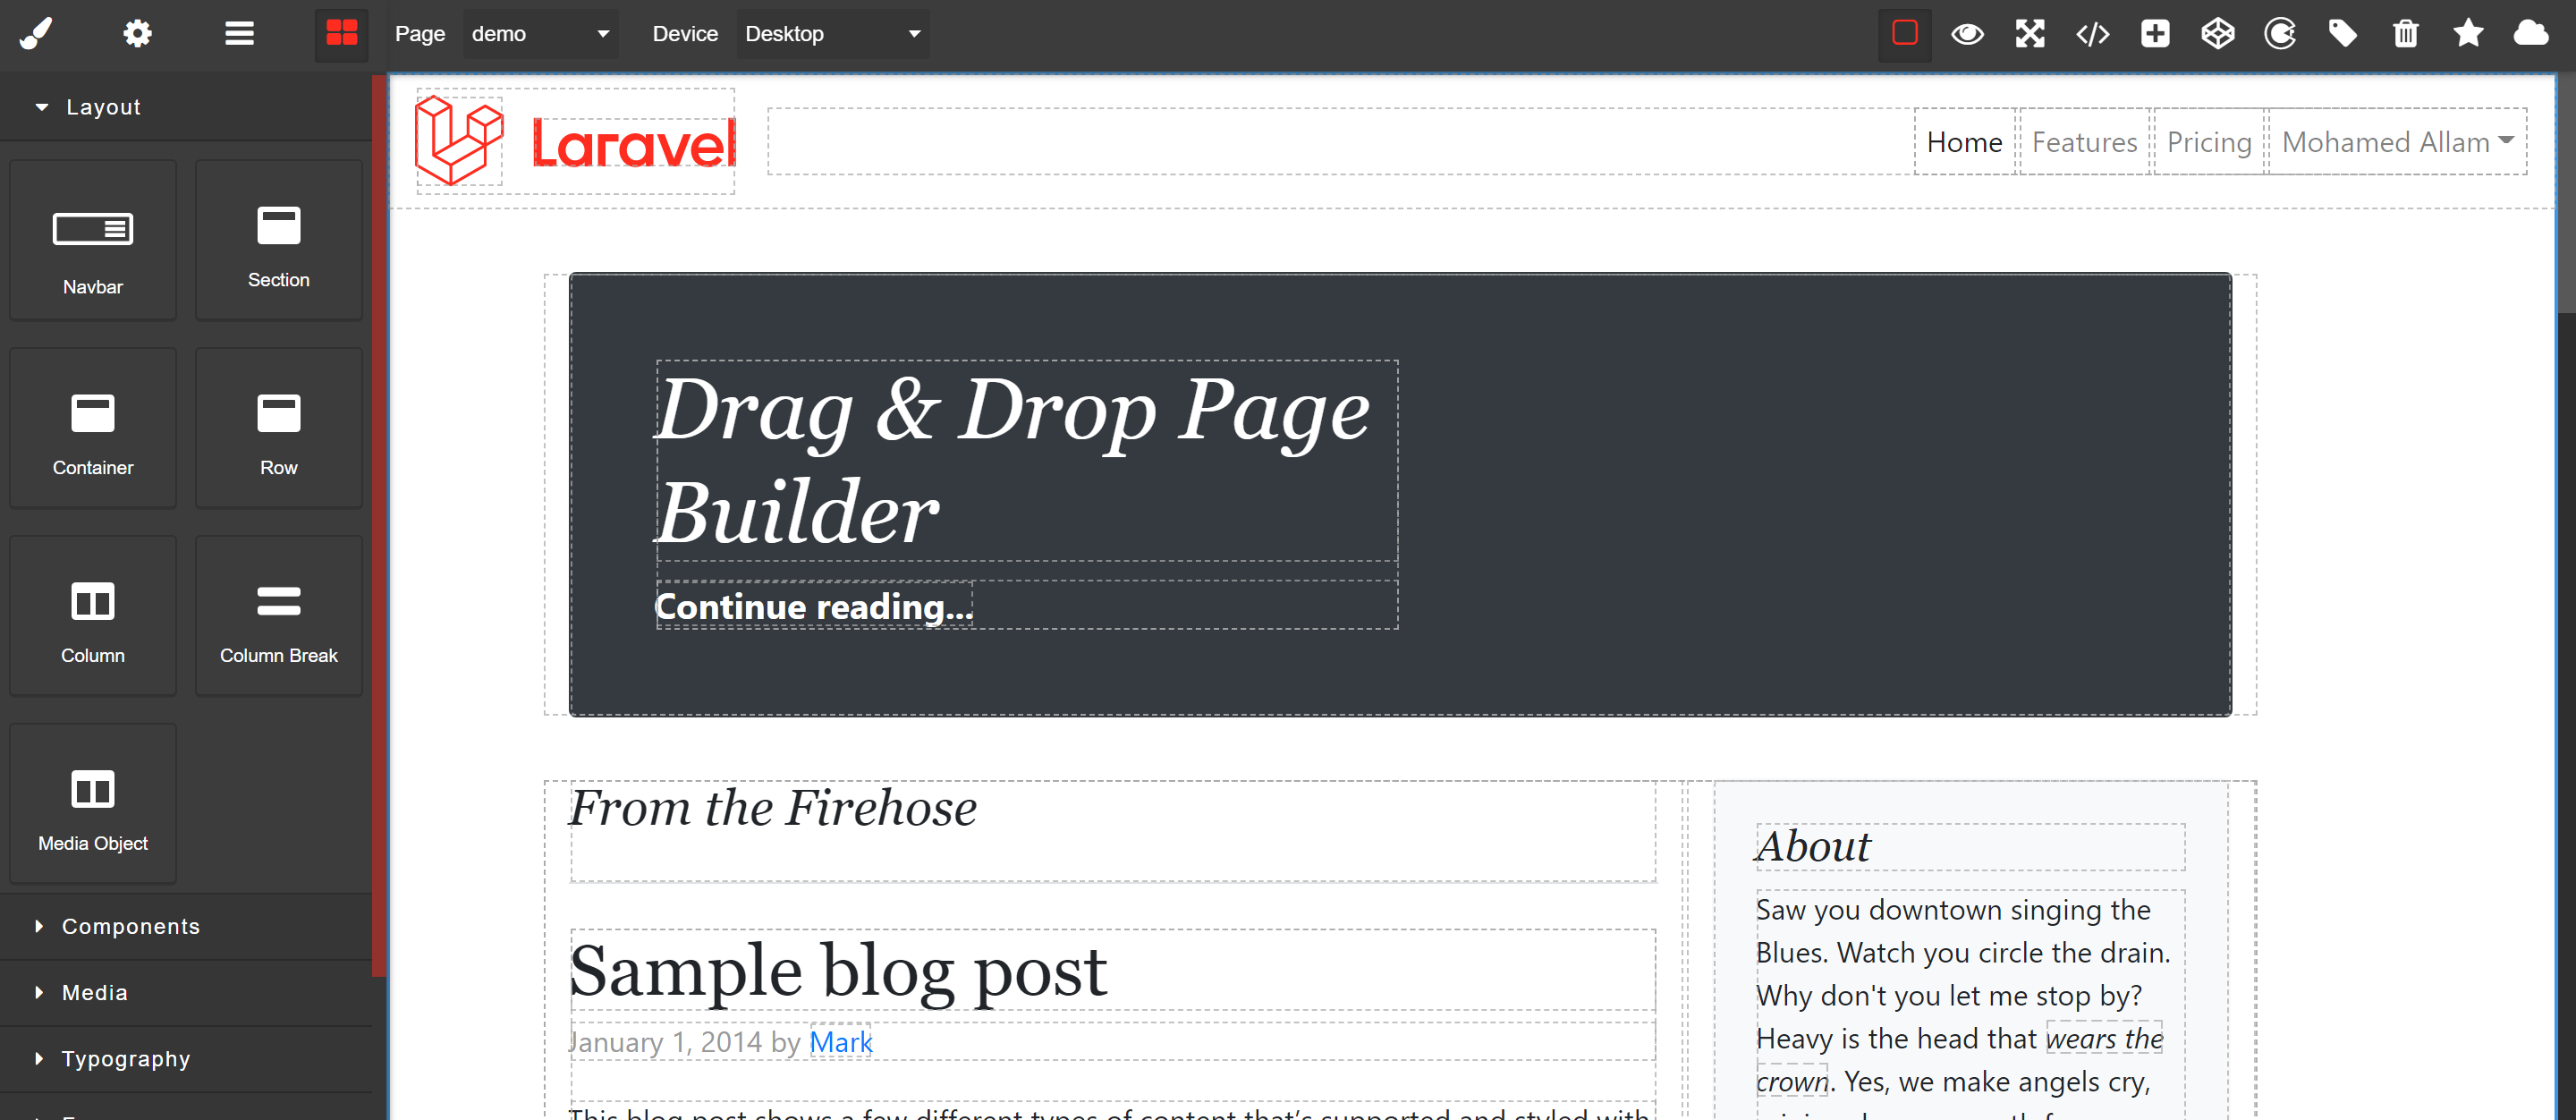 Page demo Device Desktop
Layout
Navbar
Section
Container
Row
Column
Column Break
Media Object
Components
Media
Typography
Laravel
Home Features Pricing Mohamed Allam
Drag & Drop Page
Builder
Continue reading...
From the Firehose
Sample blog post
January 1, 2014 by Mark
This blog post shows a few different types of content that’s supported and styled with
About
Saw you downtown singing the
Blues. Watch you circle the drain.
Why don't you let me stop by?
Heavy is the head that wears the
crown. Yes, we make angels cry,